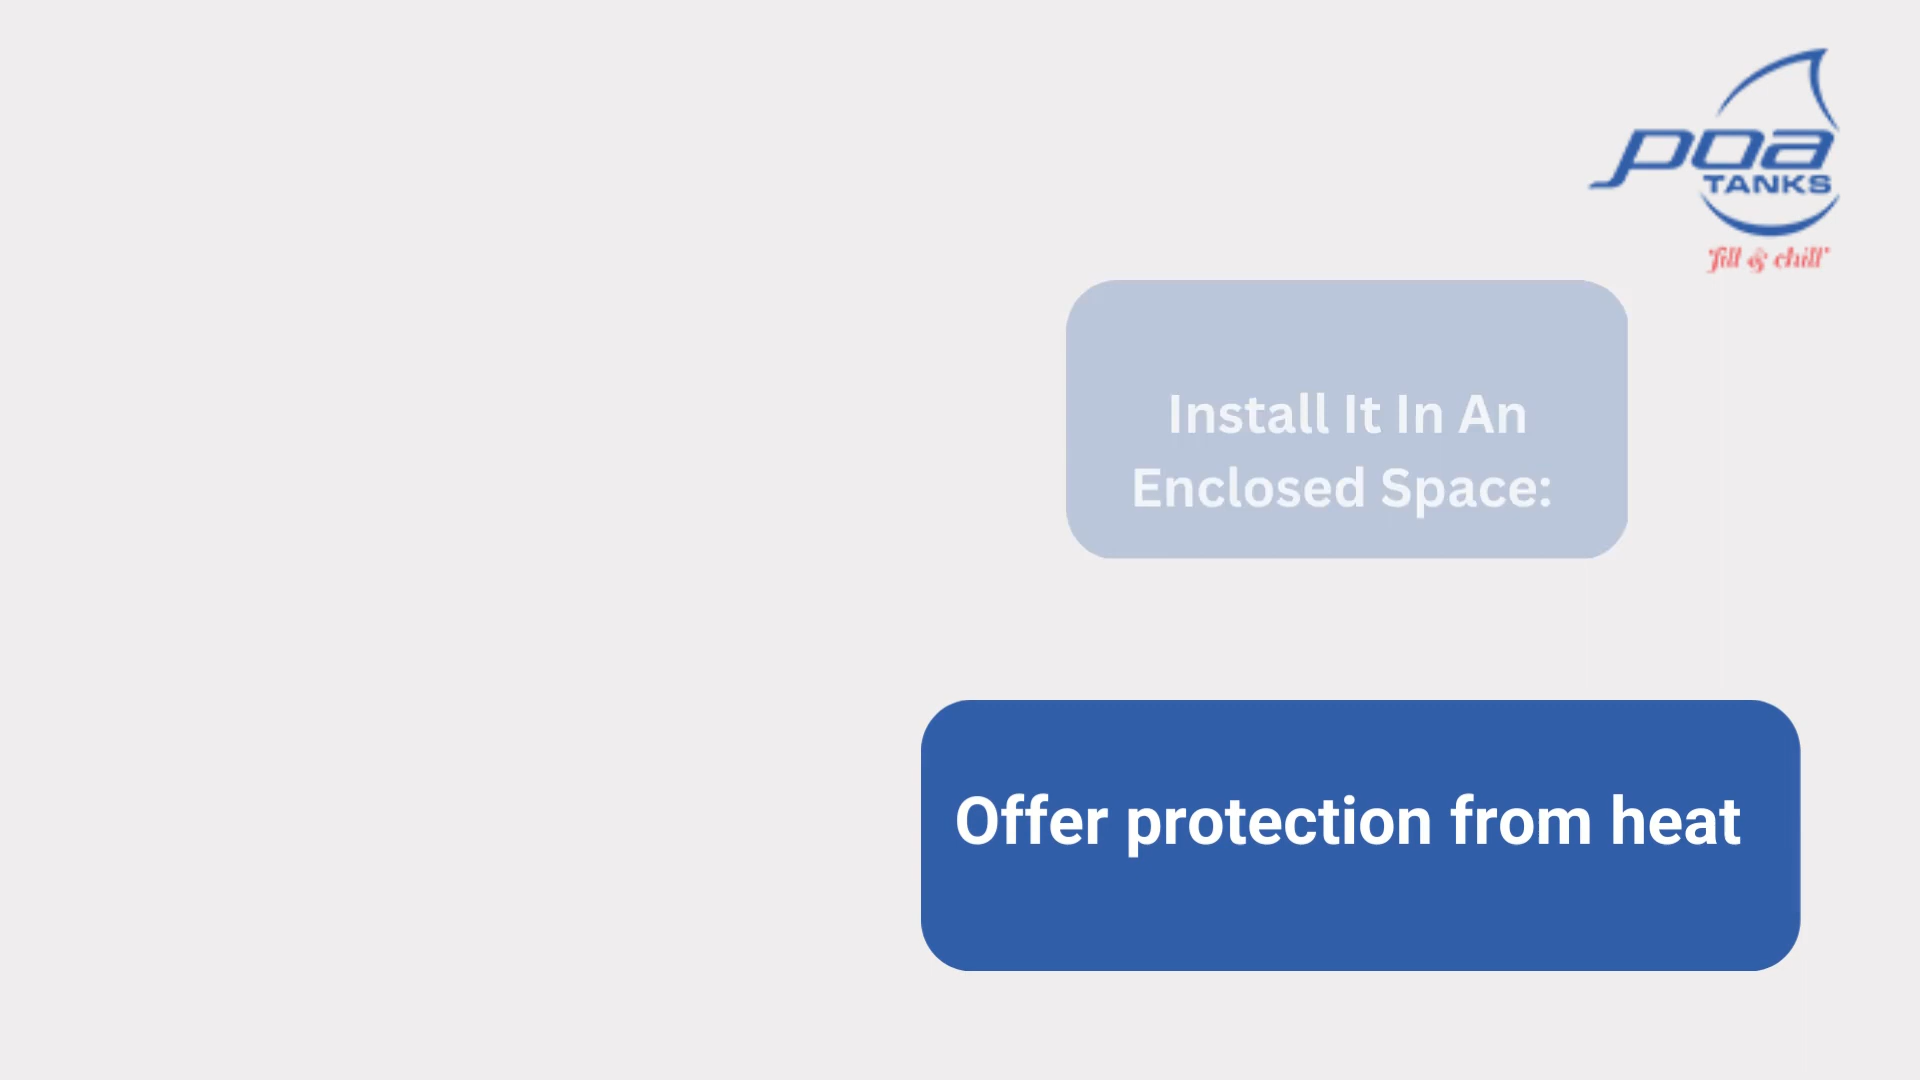 poa
TANKS
"fill & chill"
Install It In An
Enclosed Space:
Offer protection from heat